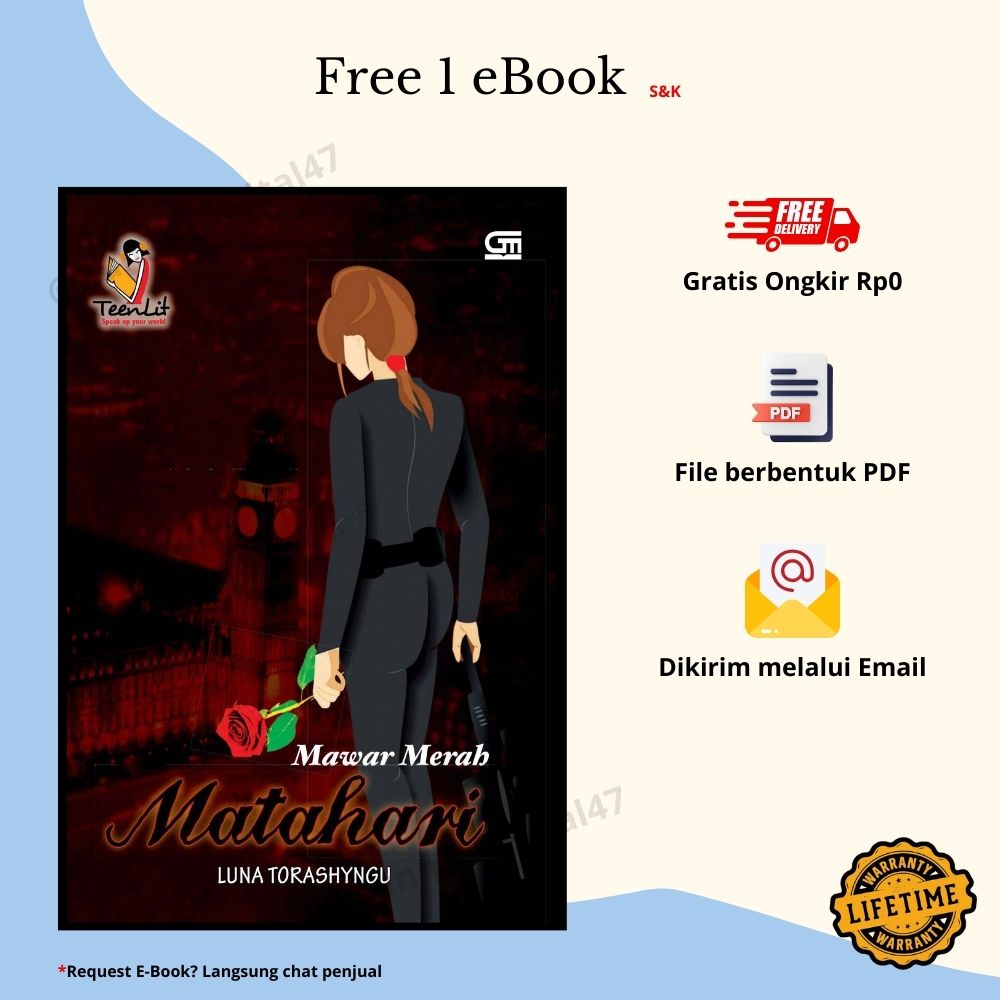 Free 1 eBook S&K
TeenLit
Speak up your world
GM
Mawar Merah
Matahari
LUNA TORASHYNGU
FREE
DELIVERY
Gratis Ongkir Rp0
PDF
File berbentuk PDF
@
Dikirim melalui Email
WARRANTY
LIFETIME
WARRANTY
*Request E-Book? Langsung chat penjual